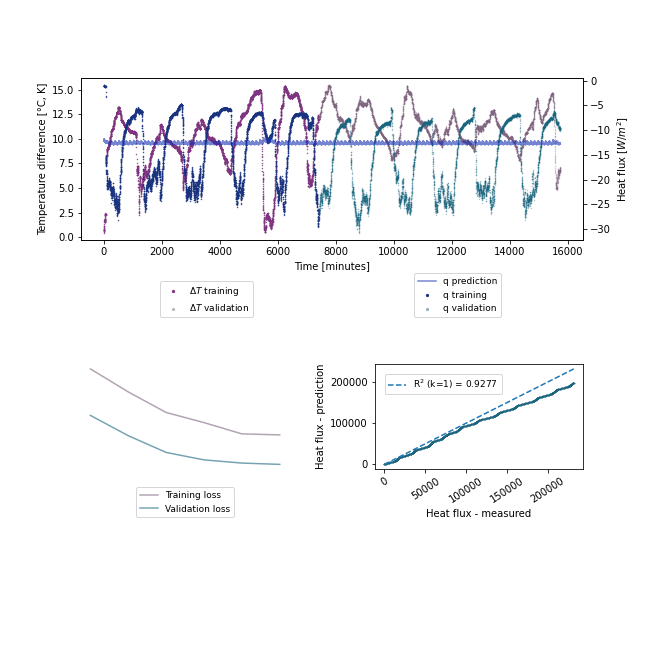 15.0
12.5
10.0
7.5
5.0
2.5
0.0
Temperature difference [°C, K]
0
−5
−10
−15
−20
−25
−30
Heat flux [W/m²]
0 2000 4000 6000 8000 10000 12000 14000 16000
Time [minutes]
ΔT training
ΔT validation
q prediction
q training
q validation
Training loss
Validation loss
R² (k=1) = 0.9277
200000
100000
0
Heat flux - prediction
0 50000 100000 150000 200000
Heat flux - measured